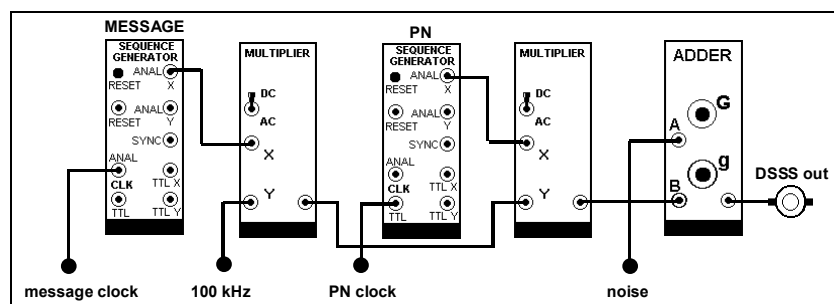 MESSAGE
SEQUENCE
GENERATOR
ANAL
X
RESET
ANAL
RESET
Y
SYNC
ANAL
CLK
TTL X
TTL
TTL Y
message clock
MULTIPLIER
DC
AC
X
Y
100 kHz
PN
SEQUENCE
GENERATOR
ANAL
X
RESET
ANAL
RESET
Y
SYNC
ANAL
CLK
TTL X
TTL
TTL Y
PN clock
MULTIPLIER
DC
AC
X
Y
ADDER
G
A
g
B
noise
DSSS out